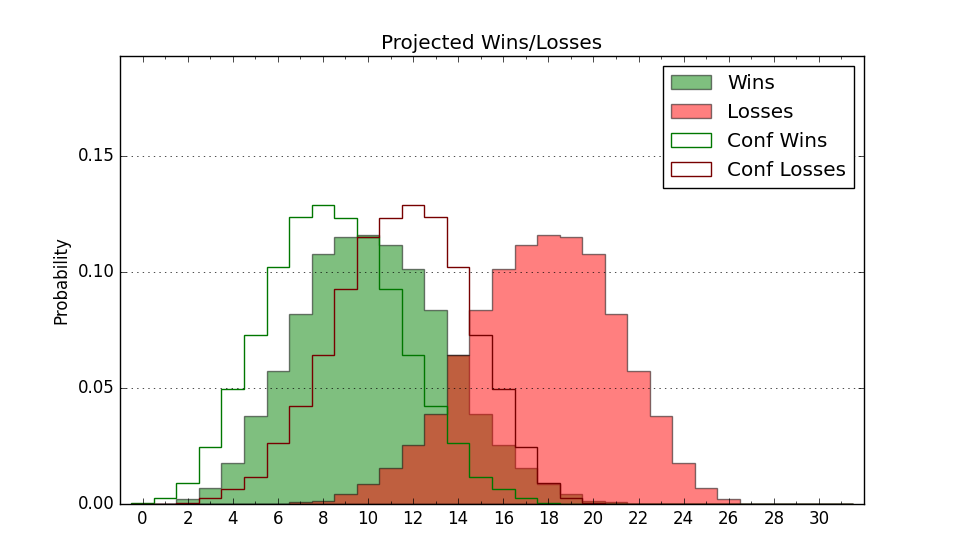 Projected Wins/Losses
Wins
Losses
Conf Wins
Conf Losses
Probability
0.15
0.10
0.05
0.00
0 2 4 6 8 10 12 14 16 18 20 22 24 26 28 30